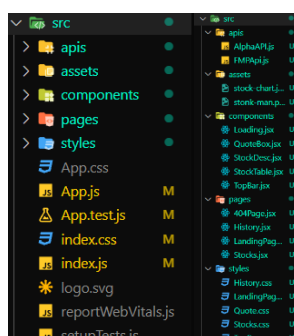 src
apis
assets
components
pages
styles
App.css
App.js M
App.test.js M
index.css M
index.js M
logo.svg
reportWebVitals.js
setupTests.js
src
apis
AlphaAPI.js U
FMPApi.js U
assets
stock-chart.j... U
stonk-man.p... U
components
Loading.jsx U
QuoteBox.jsx U
StockDesc.jsx U
StockTable.jsx U
TopBar.jsx U
pages
404Page.jsx U
History.jsx U
LandingPag... U
Stocks.jsx U
styles
History.css U
LandingPag... U
Quote.css U
Stocks.css U